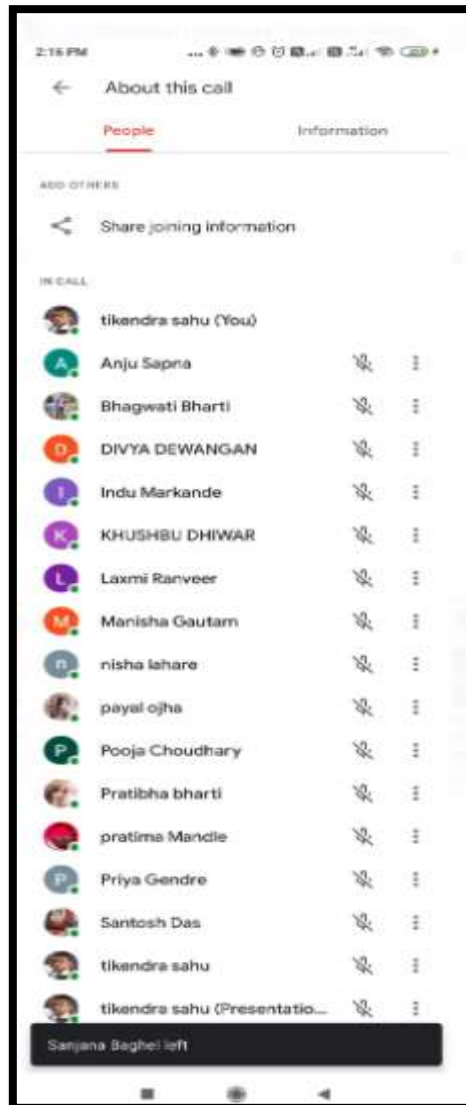 2:16 PM
About this call
People Information
ADD OTHERS
Share joining information
IN CALL
tikendra sahu (You)
A Anju Sapna
Bhagwati Bharti
D DIVYA DEWANGAN
I Indu Markande
K KHUSHBU DHIWAR
L Laxmi Ranveer
M Manisha Gautam
n nisha lahare
payal ojha
P Pooja Choudhary
Pratibha bharti
pratima Mandle
P Priya Gendre
Santosh Das
tikendra sahu
tikendra sahu (Presentatio...
Sanjana Baghel left